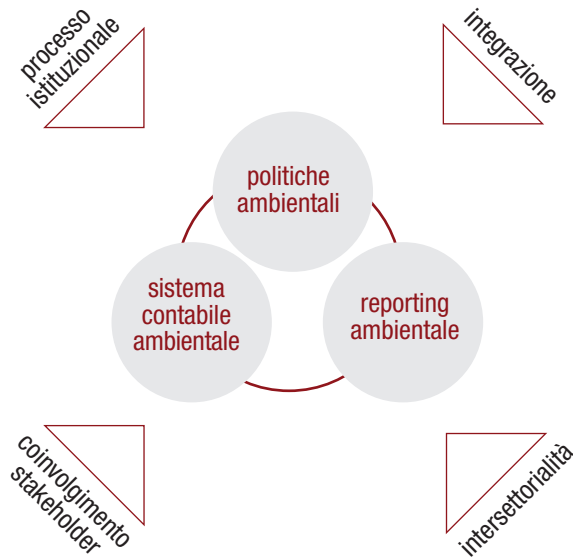 processo
istituzionale
integrazione
politiche
ambientali
sistema
contabile
ambientale
reporting
ambientale
coinvolgimento
stakeholder
intersettorialità